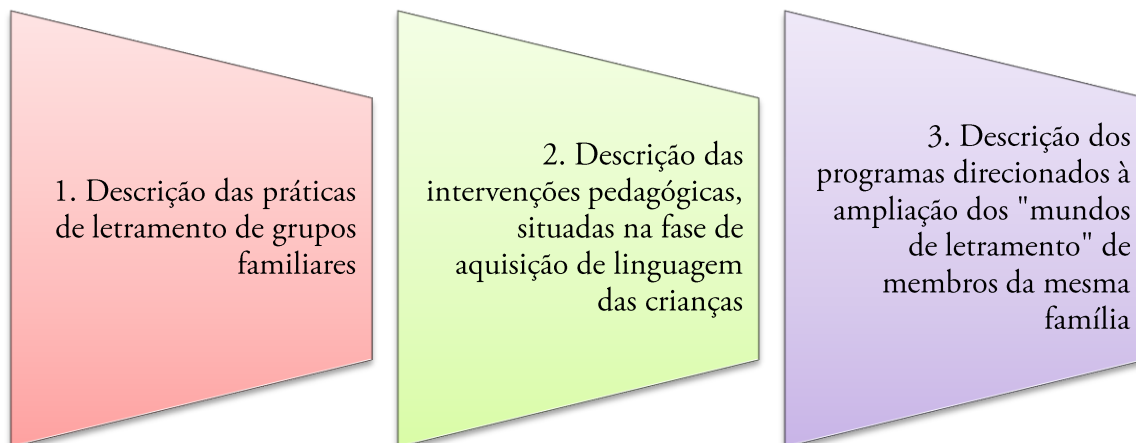 1. Descrição das práticas
de letramento de grupos
familiares
2. Descrição das
intervenções pedagógicas,
situadas na fase de
aquisição de linguagem
das crianças
3. Descrição dos
programas direcionados à
ampliação dos "mundos
de letramento" de
membros da mesma
família